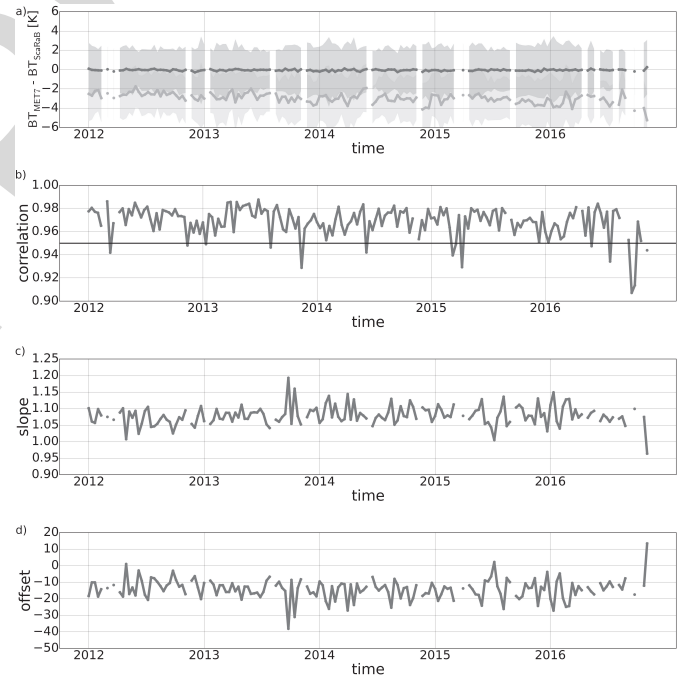 a)
BT_MET7 - BT_ScaRaB [K]
6
4
2
0
−2
−4
−6
2012 2013 2014 2015 2016
time
b)
correlation
1.00
0.98
0.96
0.94
0.92
0.90
2012 2013 2014 2015 2016
time
c)
slope
1.25
1.20
1.15
1.10
1.05
1.00
0.95
0.90
2012 2013 2014 2015 2016
time
d)
offset
20
10
0
−10
−20
−30
−40
−50
2012 2013 2014 2015 2016
time